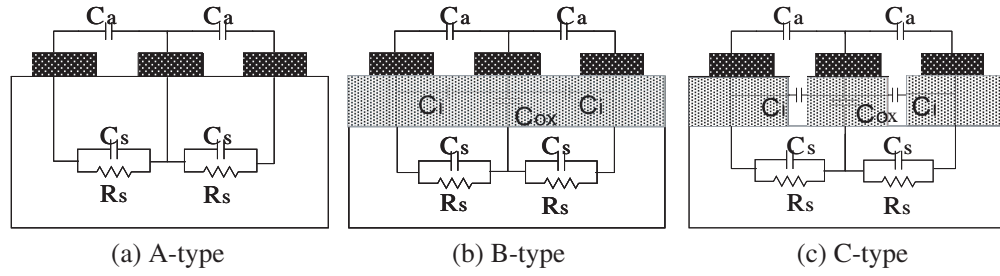 Ca Ca Ca Ca Ca Ca
Ci Cox Ci Ci Cox Ci
Cs Cs Cs Cs Cs Cs
Rs Rs Rs Rs Rs Rs
(a) A-type (b) B-type (c) C-type